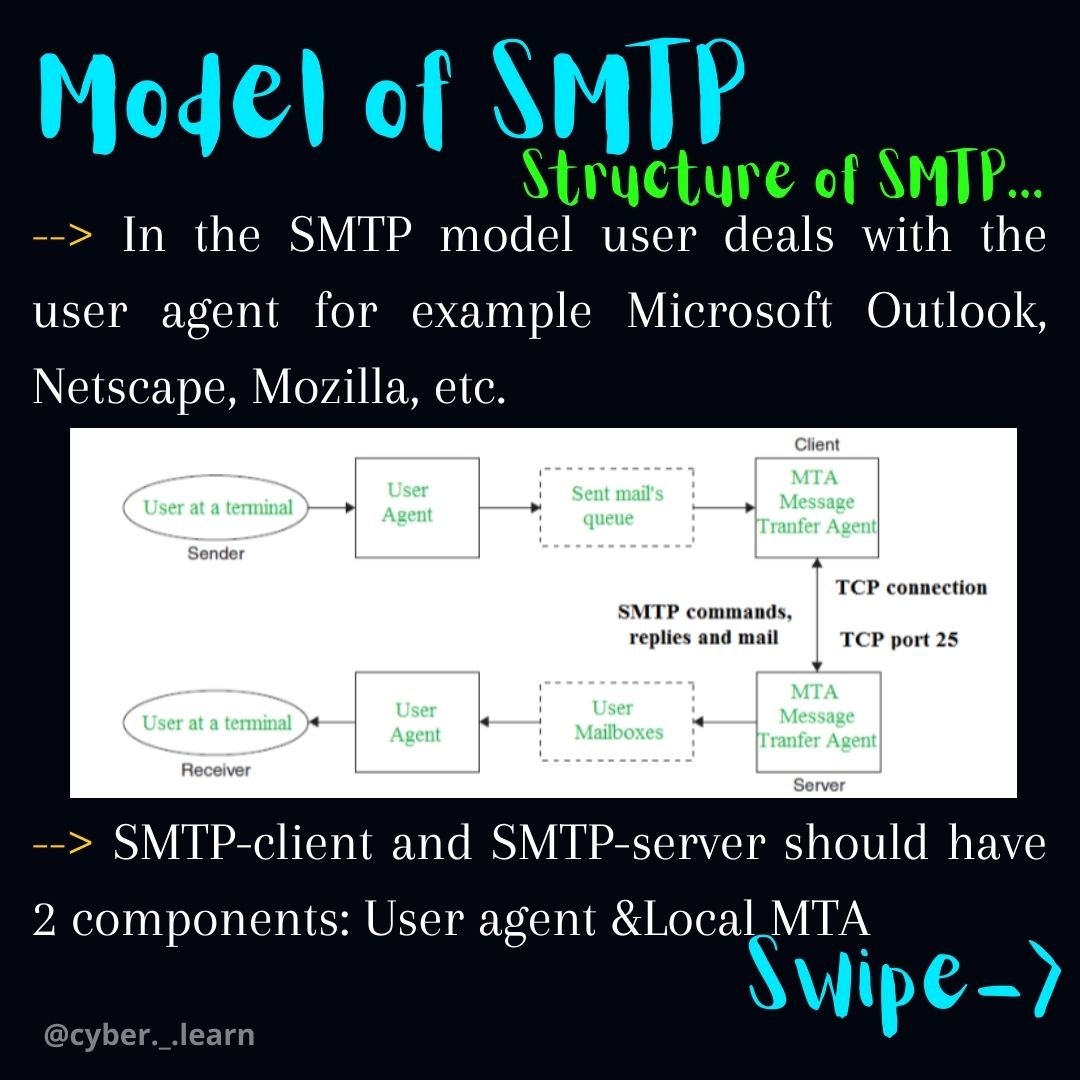 Model of SMTP
Structure of SMTP...
--> In the SMTP model user deals with the
user agent for example Microsoft Outlook,
Netscape, Mozilla, etc.
Client
User at a terminal
Sender
User
Agent
Sent mail's
queue
MTA
Message
Tranfer Agent
SMTP commands,
replies and mail
TCP connection
TCP port 25
User at a terminal
Receiver
User
Agent
User
Mailboxes
MTA
Message
Tranfer Agent
Server
--> SMTP-client and SMTP-server should have
2 components: User agent &Local MTA
Swipe->
@cyber._.learn